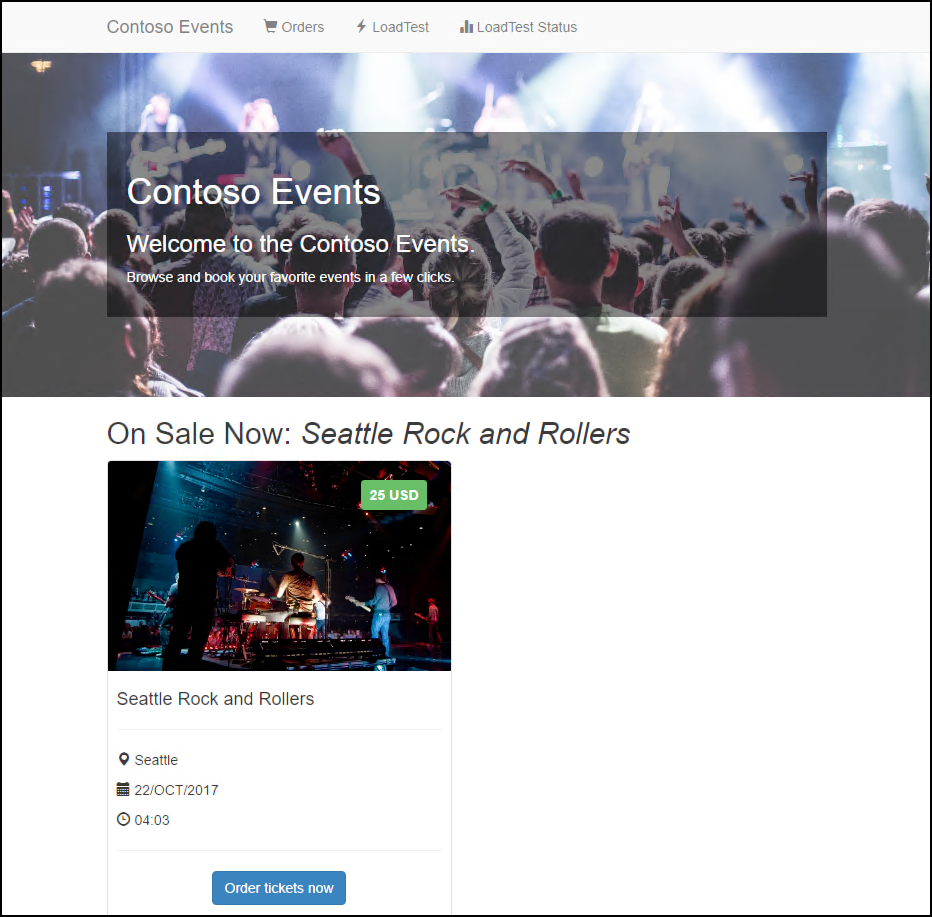 Contoso Events Orders LoadTest LoadTest Status
Contoso Events
Welcome to the Contoso Events.
Browse and book your favorite events in a few clicks.
On Sale Now: Seattle Rock and Rollers
25 USD
Seattle Rock and Rollers
Seattle
22/OCT/2017
04:03
Order tickets now